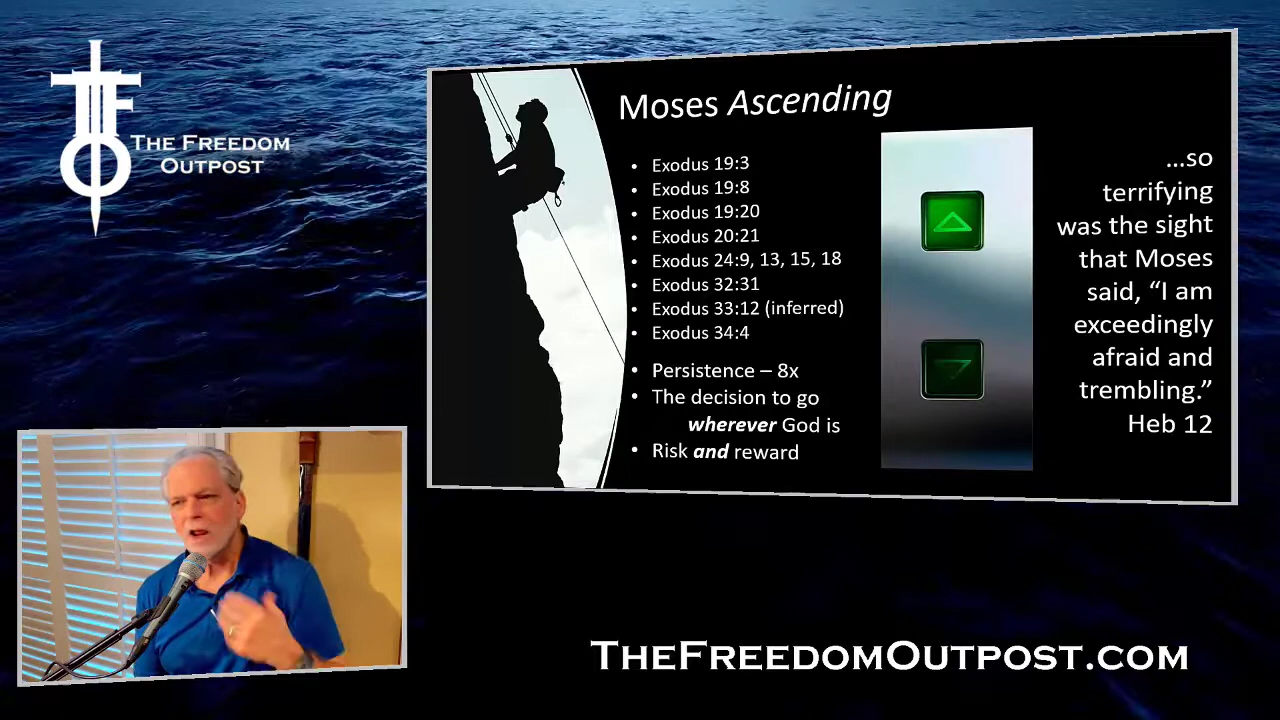 THE FREEDOM
OUTPOST
Moses Ascending
• Exodus 19:3
• Exodus 19:8
• Exodus 19:20
• Exodus 20:21
• Exodus 24:9, 13, 15, 18
• Exodus 32:31
• Exodus 33:12 (inferred)
• Exodus 34:4
• Persistence – 8x
• The decision to go
wherever God is
• Risk and reward
...so
terrifying
was the sight
that Moses
said, “I am
exceedingly
afraid and
trembling.”
Heb 12
THEFREEDOMOUTPOST.COM